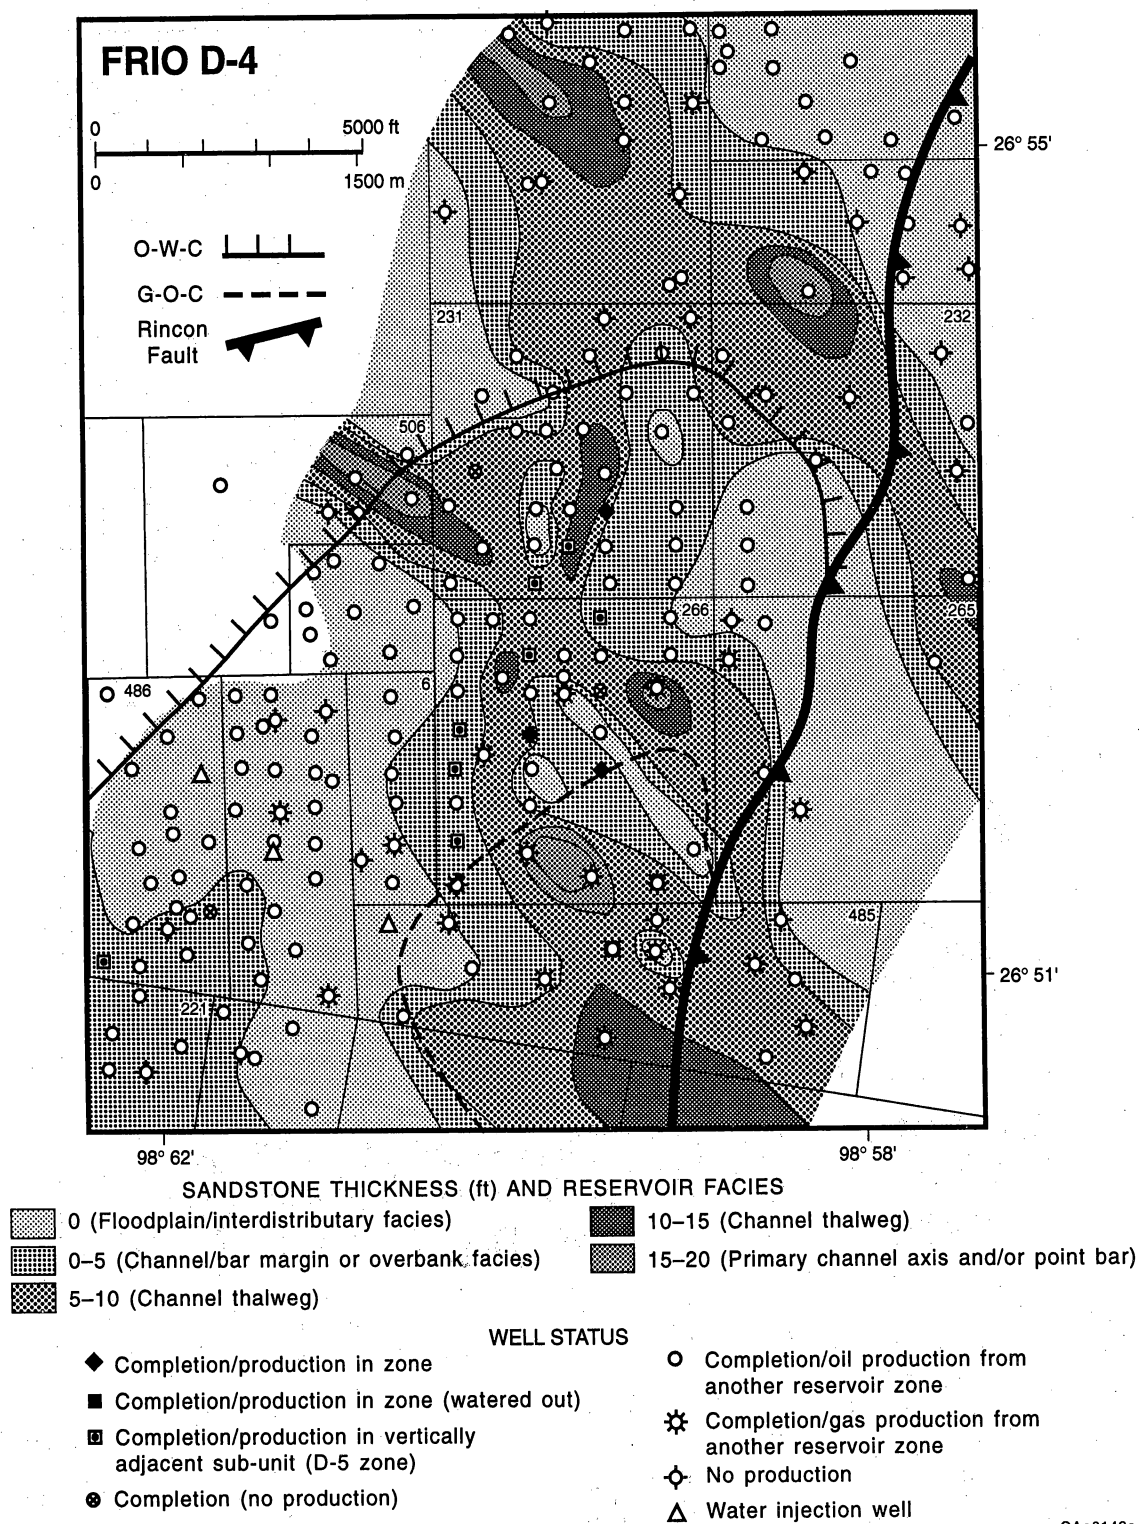 FRIO D-4
0 5000 ft
0 1500 m
O-W-C
G-O-C
Rincon
Fault
26° 55'
231
232
506
266
265
486
6
485
26° 51'
221
98° 62'
98° 58'
SANDSTONE THICKNESS (ft) AND RESERVOIR FACIES
0 (Floodplain/interdistributary facies)
0–5 (Channel/bar margin or overbank facies)
5–10 (Channel thalweg)
10–15 (Channel thalweg)
15–20 (Primary channel axis and/or point bar)
WELL STATUS
Completion/production in zone
Completion/production in zone (watered out)
Completion/production in vertically
adjacent sub-unit (D-5 zone)
Completion (no production)
Completion/oil production from
another reservoir zone
Completion/gas production from
another reservoir zone
No production
Water injection well